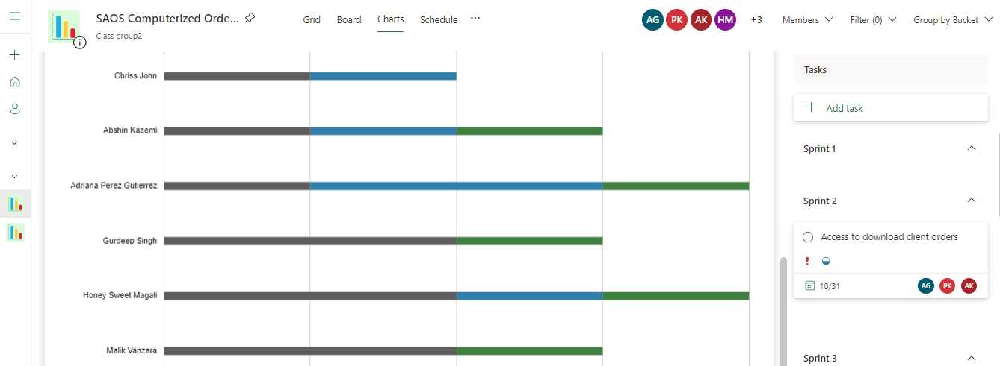 SAOS Computerized Orde...
Class group2
Grid
Board
Charts
Schedule
AG
PK
AK
HM
+3
Members
Filter (0)
Group by Bucket
Chriss John
Abshin Kazemi
Adriana Perez Gutierrez
Gurdeep Singh
Honey Sweet Magali
Malik Vanzara
Tasks
Add task
Sprint 1
Sprint 2
Access to download client orders
10/31
AG
PK
AK
Sprint 3